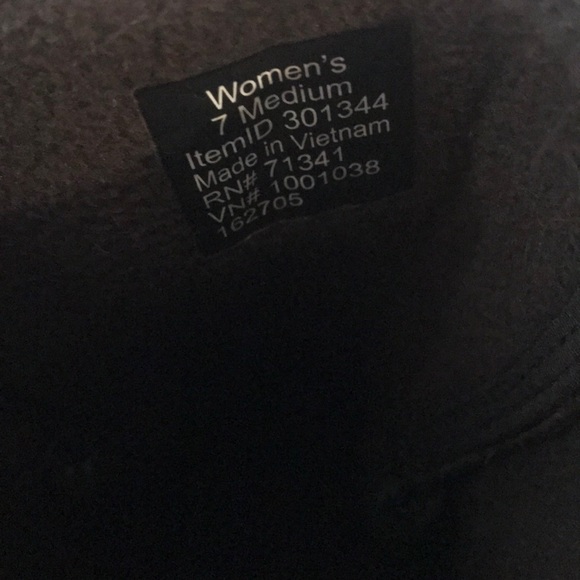 Women's
7 Medium
ItemID 301344
Made in Vietnam
RN# 71341
VN# 1001038
162705